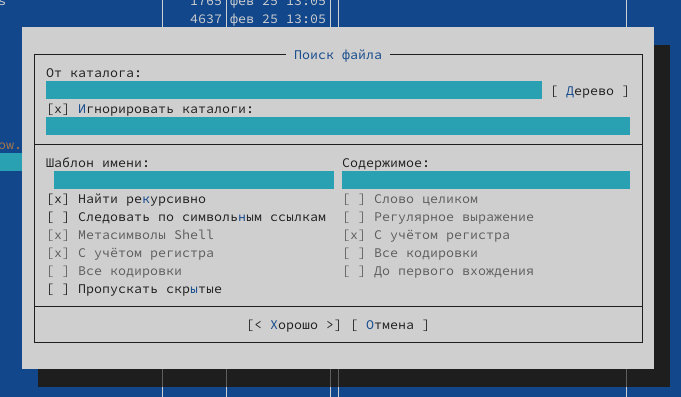 1765 фев 25 13:05
4637 фев 25 13:05
Поиск файла
От каталога:
[ Дерево ]
[x] Игнорировать каталоги:
ow.
Шаблон имени: Содержимое:
[x] Найти рекурсивно [ ] Слово целиком
[ ] Следовать по символьным ссылкам [ ] Регулярное выражение
[x] Метасимволы Shell [x] С учётом регистра
[x] С учётом регистра [ ] Все кодировки
[ ] Все кодировки [ ] До первого вхождения
[ ] Пропускать скрытые
[< Хорошо >] [ Отмена ]